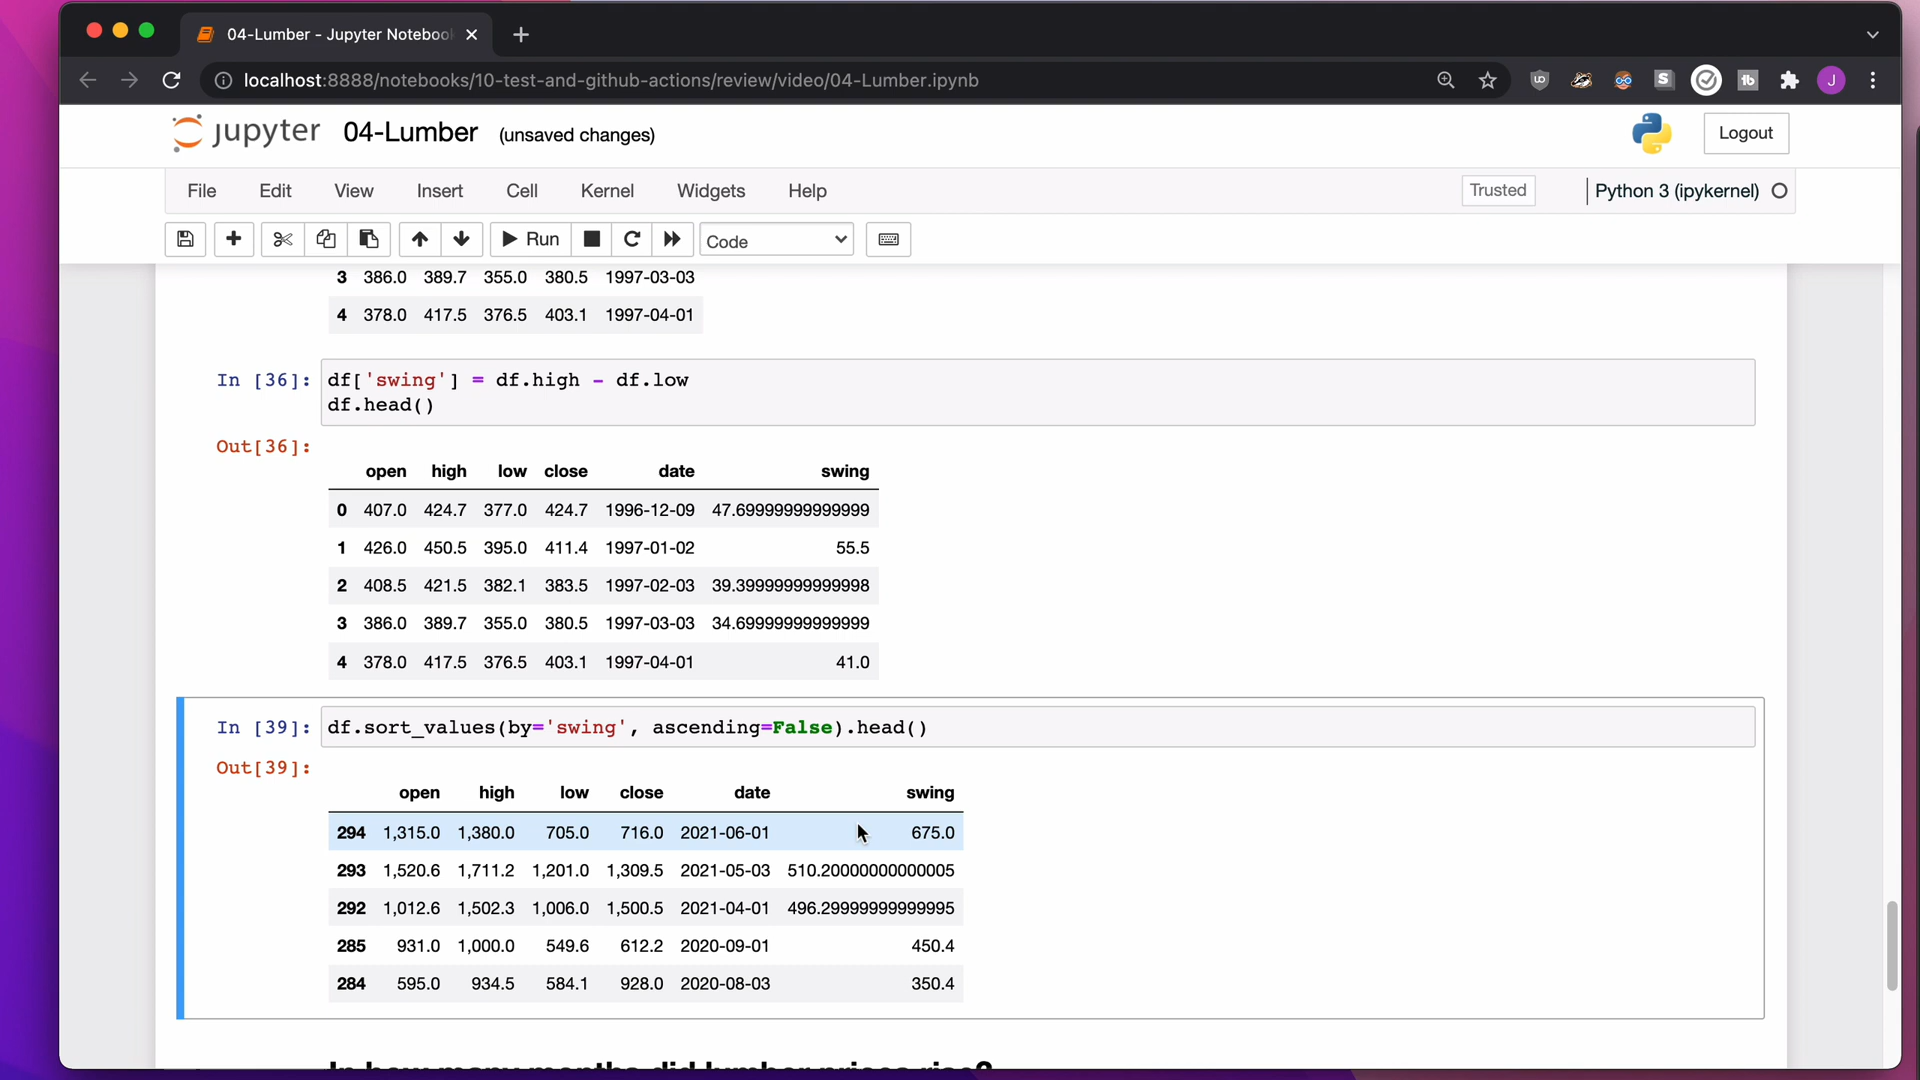 04-Lumber - Jupyter Noteboo
localhost:8888/notebooks/10-test-and-github-actions/review/video/04-Lumber.ipynb
jupyter 04-Lumber (unsaved changes)
Logout
File Edit View Insert Cell Kernel Widgets Help
Trusted
Python 3 (ipykernel)
Run
Code
3 386.0 389.7 355.0 380.5 1997-03-03
4 378.0 417.5 376.5 403.1 1997-04-01
In [36]: df['swing'] = df.high - df.low
df.head()
Out[36]:
open high low close date swing
0 407.0 424.7 377.0 424.7 1996-12-09 47.69999999999999
1 426.0 450.5 395.0 411.4 1997-01-02 55.5
2 408.5 421.5 382.1 383.5 1997-02-03 39.39999999999998
3 386.0 389.7 355.0 380.5 1997-03-03 34.69999999999999
4 378.0 417.5 376.5 403.1 1997-04-01 41.0
In [39]: df.sort_values(by='swing', ascending=False).head()
Out[39]:
open high low close date swing
294 1,315.0 1,380.0 705.0 716.0 2021-06-01 675.0
293 1,520.6 1,711.2 1,201.0 1,309.5 2021-05-03 510.20000000000005
292 1,012.6 1,502.3 1,006.0 1,500.5 2021-04-01 496.29999999999995
285 931.0 1,000.0 549.6 612.2 2020-09-01 450.4
284 595.0 934.5 584.1 928.0 2020-08-03 350.4
In how many months did lumber prices rise?